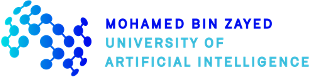 MOHAMED BIN ZAYED
UNIVERSITY OF
ARTIFICIAL INTELLIGENCE